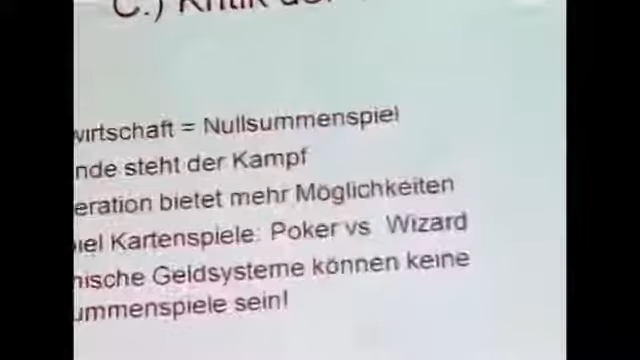 C.) Kritik der
wirtschaft = Nullsummenspiel
nde steht der Kampf
eration bietet mehr Möglichkeiten
iel Kartenspiele: Poker vs Wizard
nische Geldsysteme können keine
ummenspiele sein!